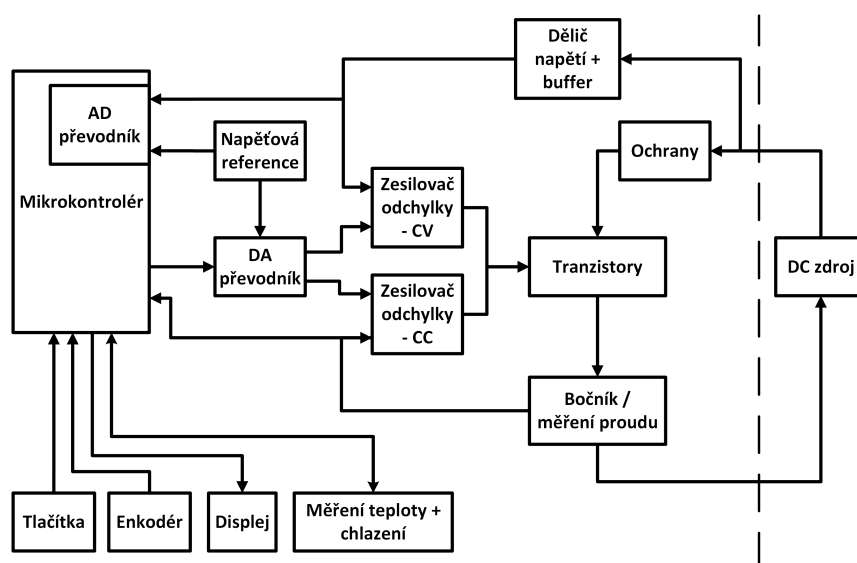 Dělič
napětí +
buffer
AD
převodník
Napěťová
reference
Ochrany
Mikrokontrolér
Zesilovač
odchylky
- CV
DA
převodník
Tranzistory
DC zdroj
Zesilovač
odchylky
- CC
Bočník /
měření proudu
Tlačítka
Enkodér
Displej
Měření teploty +
chlazení